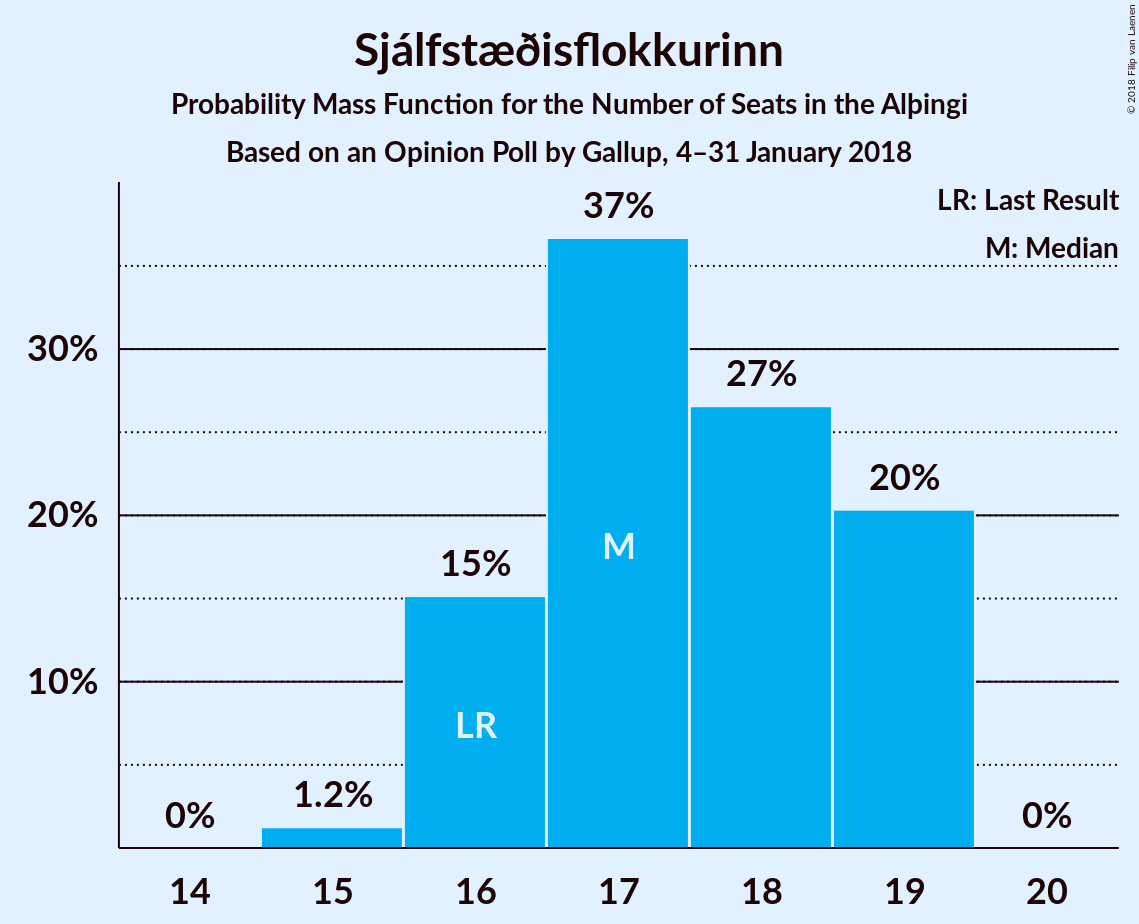 Sjálfstæðisflokkurinn
Probability Mass Function for the Number of Seats in the Alþingi
Based on an Opinion Poll by Gallup, 4–31 January 2018
© 2018 Filip van Laenen
LR: Last Result
M: Median
30%
20%
10%
0%
1.2%
15%
37%
27%
20%
0%
LR
M
14
15
16
17
18
19
20